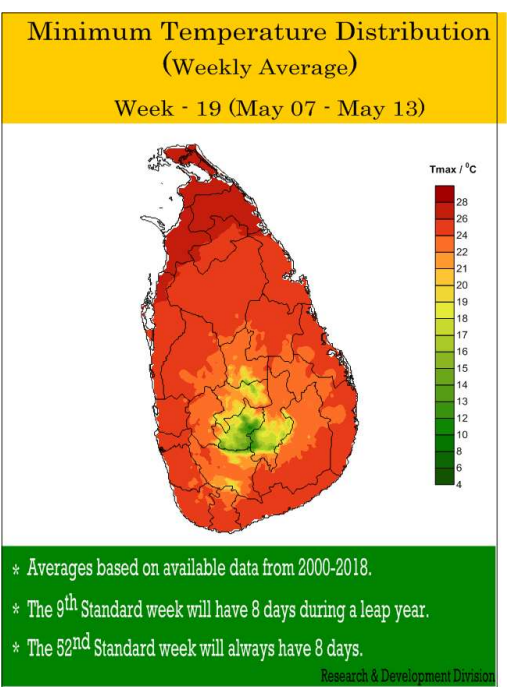 Minimum Temperature Distribution
(Weekly Average)
Week - 19 (May 07 - May 13)
Tmax / ⁰C
28
26
24
22
21
20
19
18
17
16
15
14
13
12
10
8
6
4
* Averages based on available data from 2000-2018.
* The 9th Standard week will have 8 days during a leap year.
* The 52nd Standard week will always have 8 days.
Research & Development Division